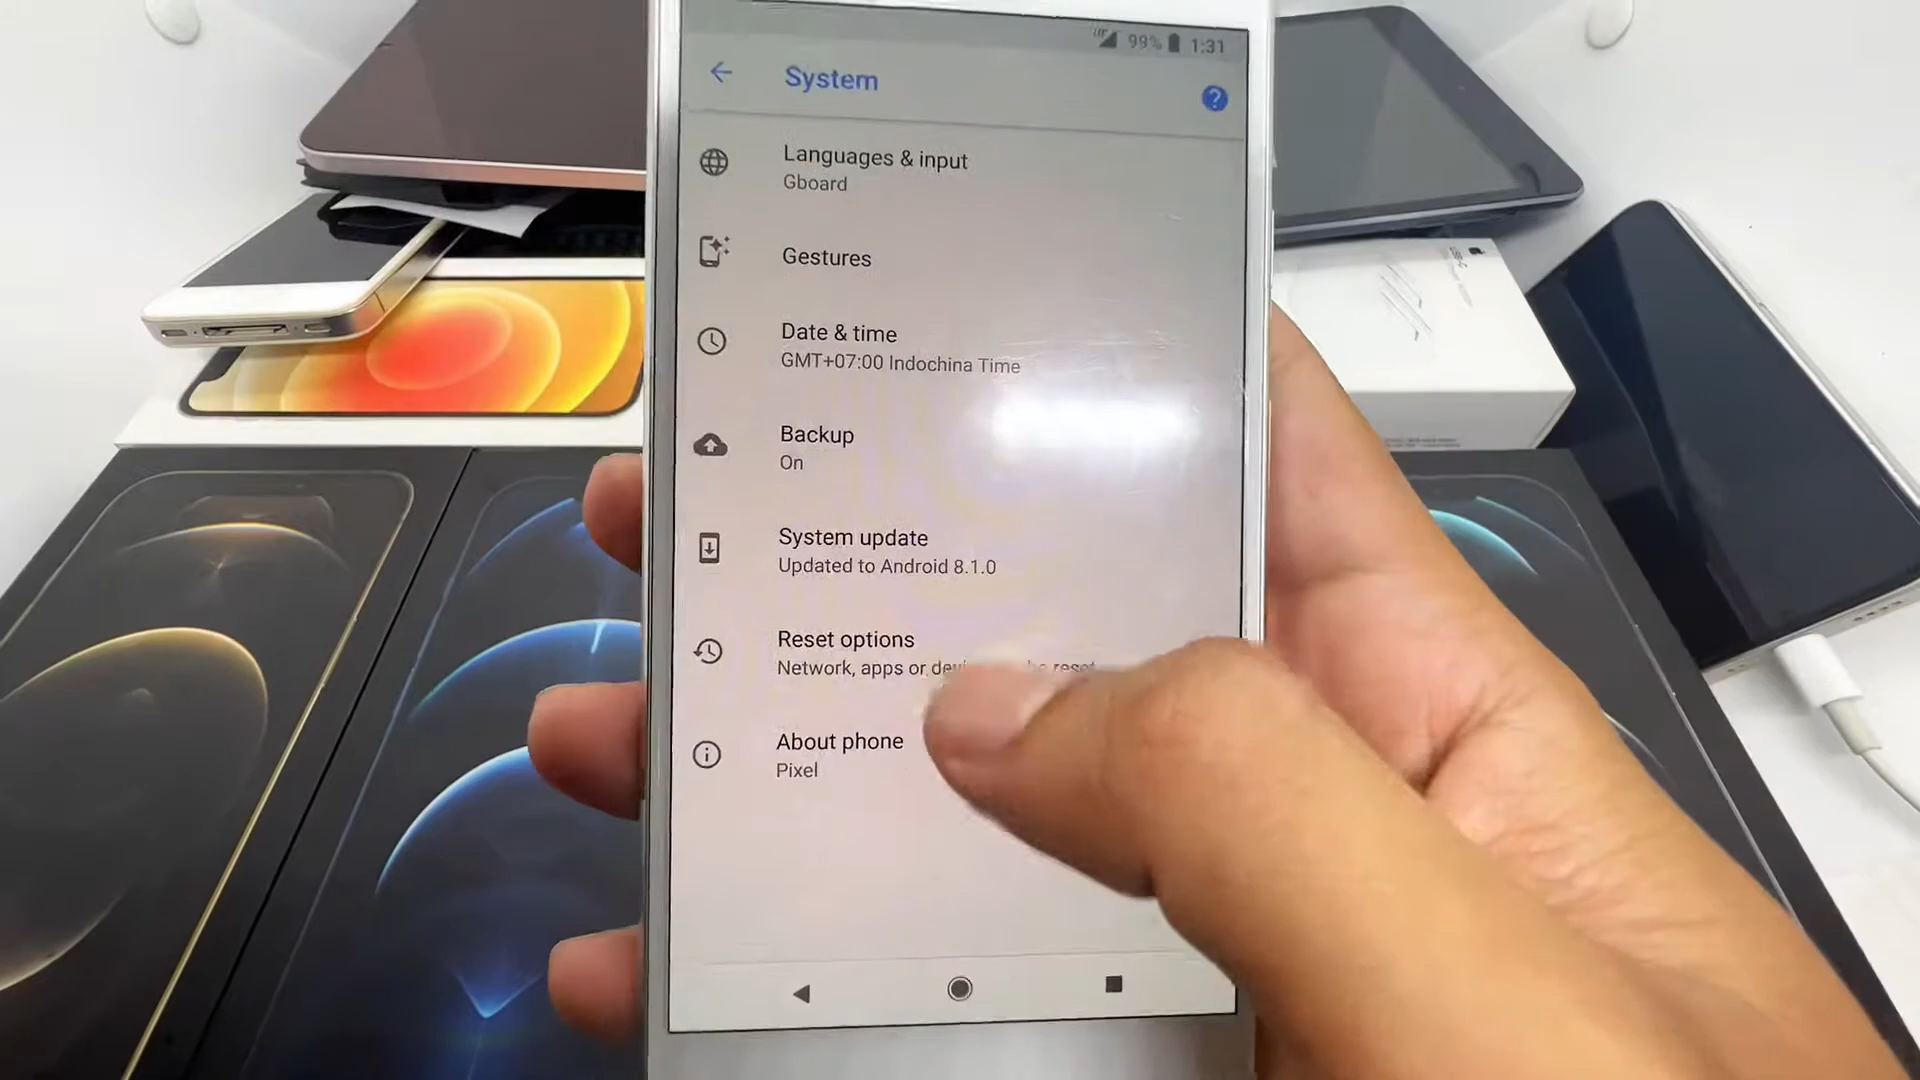 99% 1:31
System
Languages & input
Gboard
Gestures
Date & time
GMT+07:00 Indochina Time
Backup
On
System update
Updated to Android 8.1.0
Reset options
Network, apps or reset
About phone
Pixel